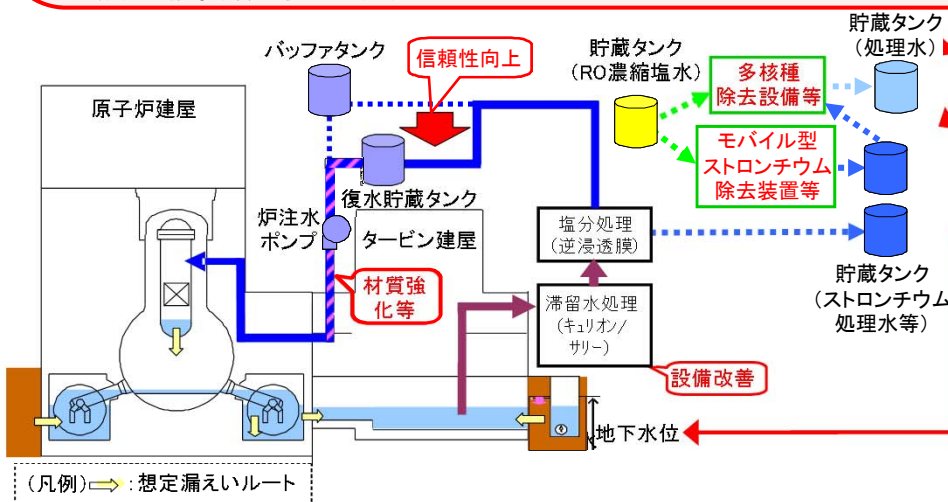 バッファタンク
信頼性向上
貯蔵タンク
(RO濃縮塩水)
多核種
除去設備等
貯蔵タンク
(処理水)
原子炉建屋
モバイル型
ストロンチウム
除去装置等
復水貯蔵タンク
炉注水
ポンプ
タービン建屋
塩分処理
(逆浸透膜)
材質強
化等
滞留水処理
(キュリオン/
サリー)
貯蔵タンク
(ストロンチウム
処理水等)
設備改善
地下水位
(凡例) :想定漏えいルート